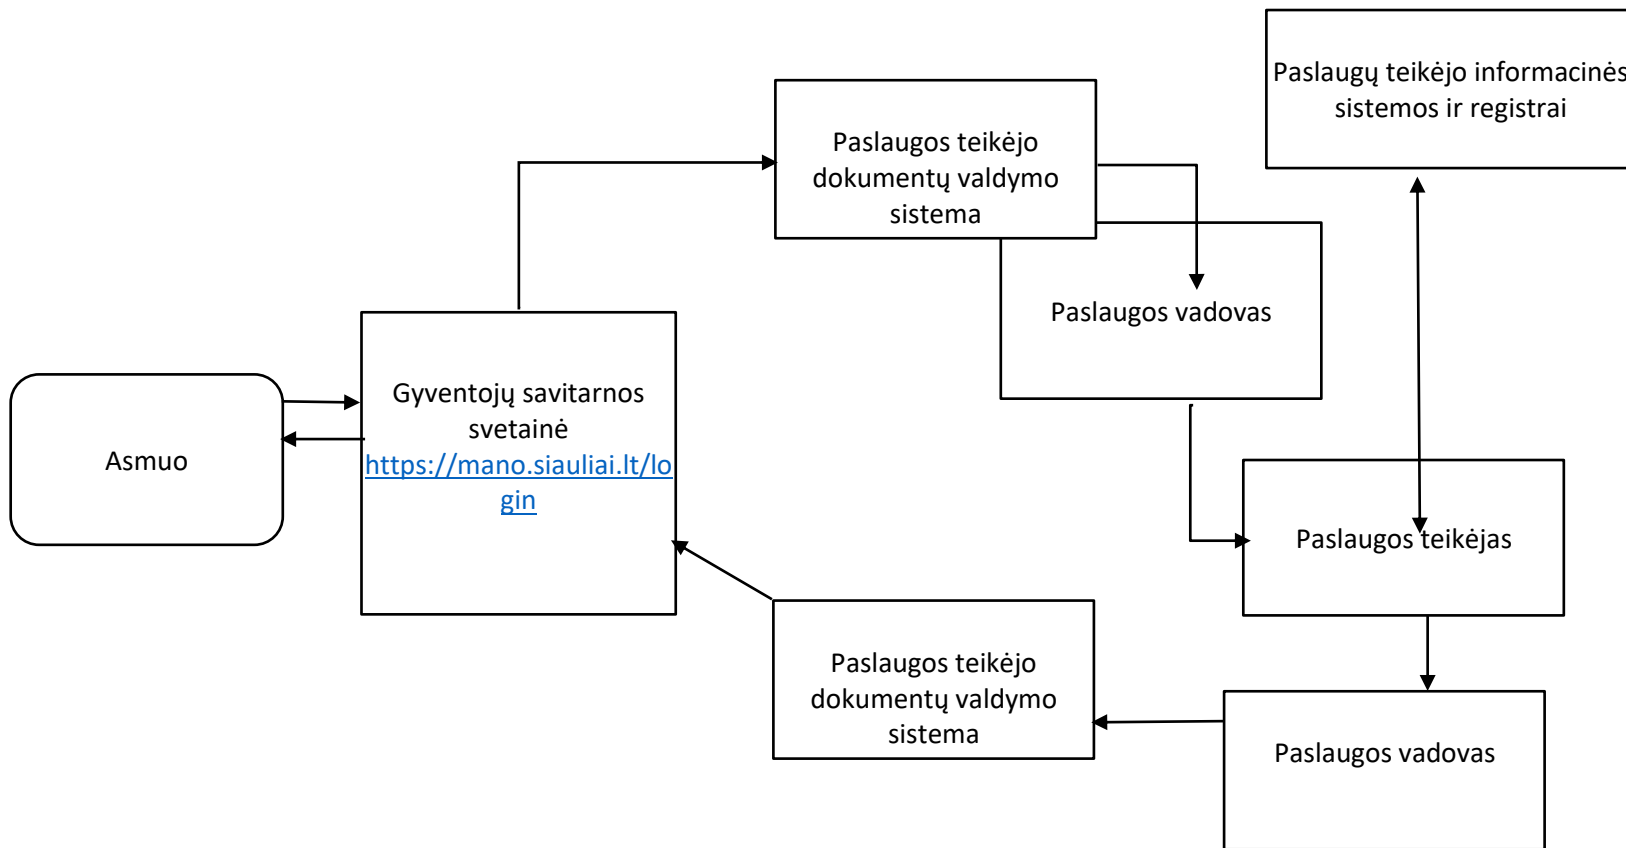 Paslaugų teikėjo informacinės
sistemos ir registrai
Paslaugos teikėjo
dokumentų valdymo
sistema
Paslaugos vadovas
Gyventojų savitarnos
svetainė
https://mano.siauliai.lt/lo
gin
Asmuo
Paslaugos teikėjas
Paslaugos teikėjo
dokumentų valdymo
sistema
Paslaugos vadovas